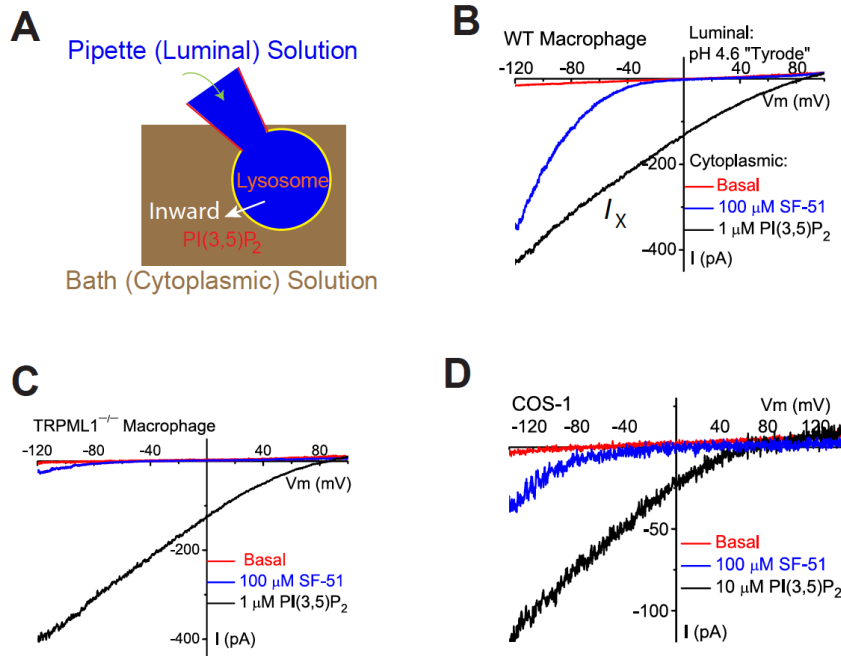 A
Pipette (Luminal) Solution
Lysosome
Inward
PI(3,5)P₂
Bath (Cytoplasmic) Solution
B
WT Macrophage
Luminal:
pH 4.6 "Tyrode"
-120 -80 -40 40 80
Vm (mV)
-200
-400
Cytoplasmic:
Basal
100 μM SF-51
1 μM PI(3,5)P₂
I_X
I (pA)
C
TRPML1⁻/⁻ Macrophage
-120 -80 -40 40 80
Vm (mV)
-200
-400
Basal
100 μM SF-51
1 μM PI(3,5)P₂
I (pA)
D
COS-1
Vm (mV)
-120 -80 -40 40 80 120
-50
-100
Basal
100 μM SF-51
10 μM PI(3,5)P₂
I (pA)